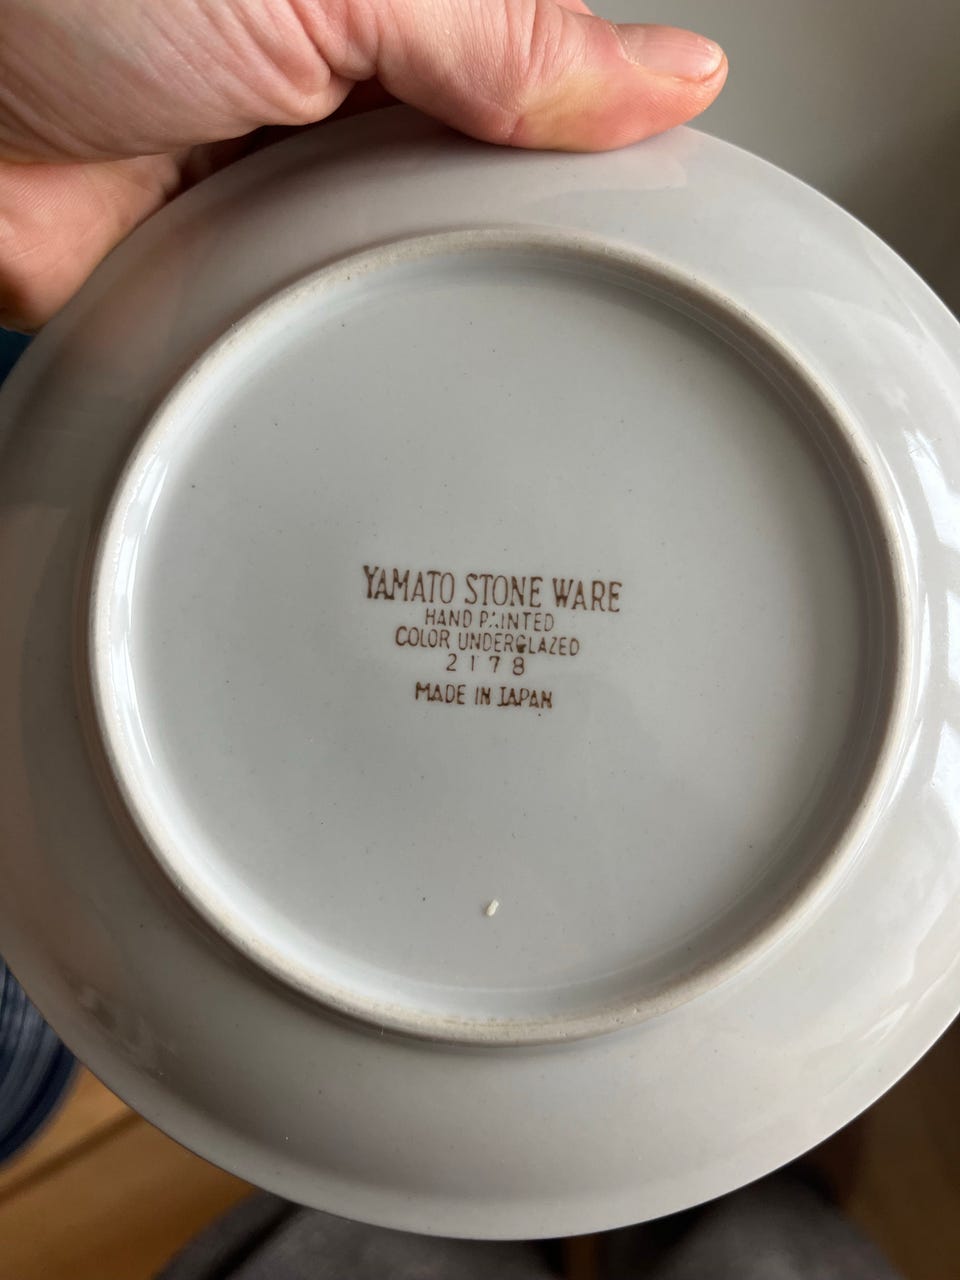 YAMATO STONE WARE
HAND PAINTED
COLOR UNDERGLAZED
2178
MADE IN JAPAN